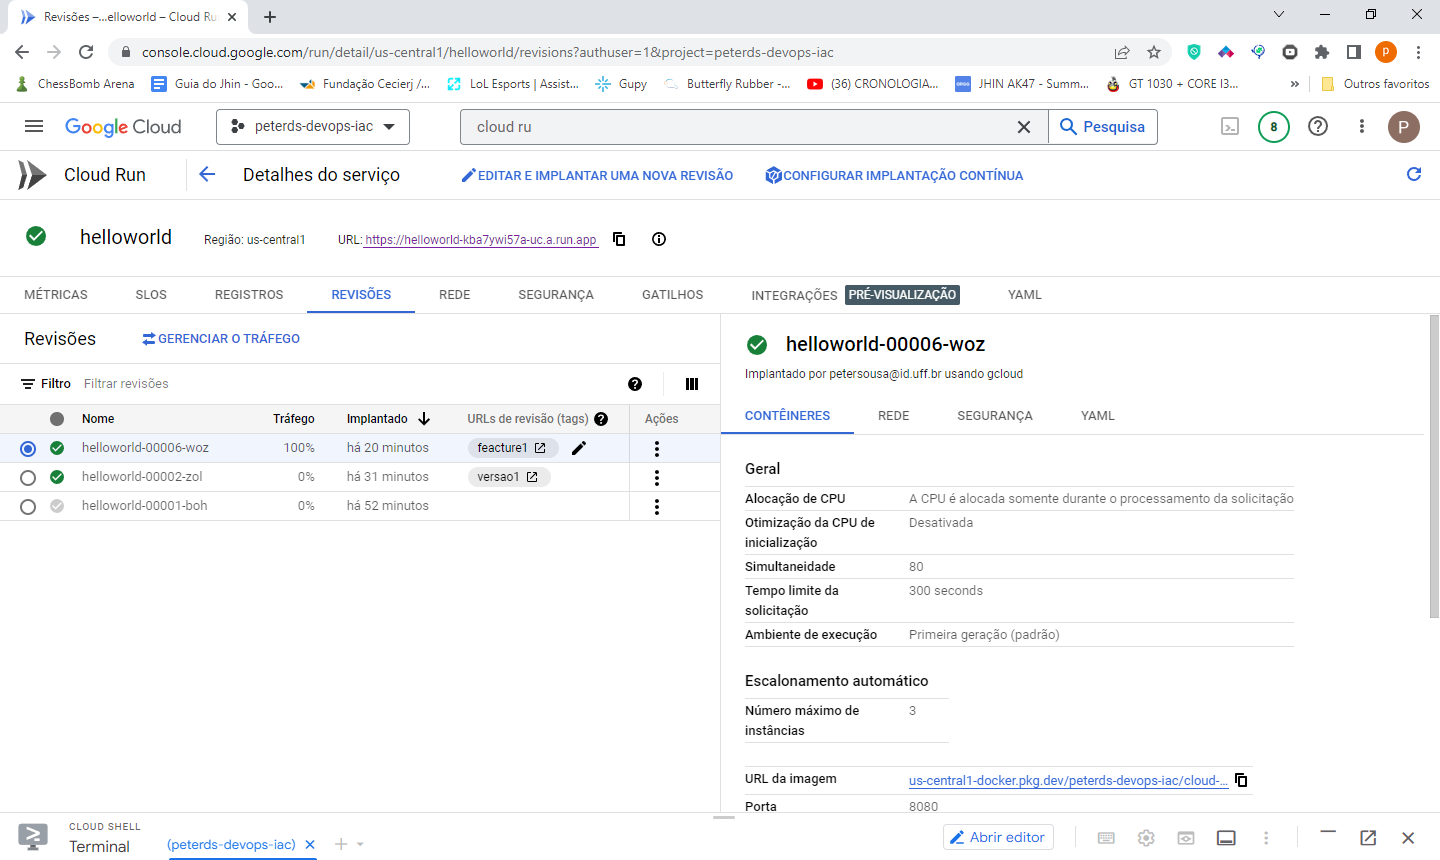 Revisões –...elloworld – Cloud Ru
console.cloud.google.com/run/detail/us-central1/helloworld/revisions?authuser=1&project=peterds-devops-iac
P
ChessBomb Arena
Guia do Jhin - Goo...
Fundação Cecierj /...
LoL Esports | Assist...
Gupy
Butterfly Rubber -...
(36) CRONOLOGIA...
JHIN AK47 - Summ...
GT 1030 + CORE I3...
»
Outros favoritos
Google Cloud
peterds-devops-iac
cloud ru
Pesquisa
8
P
Cloud Run
Detalhes do serviço
EDITAR E IMPLANTAR UMA NOVA REVISÃO
CONFIGURAR IMPLANTAÇÃO CONTÍNUA
helloworld
Região: us-central1
URL: https://helloworld-kba7ywi57a-uc.a.run.app
MÉTRICAS
SLOS
REGISTROS
REVISÕES
REDE
SEGURANÇA
GATILHOS
INTEGRAÇÕES
PRÉ-VISUALIZAÇÃO
YAML
Revisões
GERENCIAR O TRÁFEGO
Filtro
Filtrar revisões
Nome
Tráfego
Implantado
URLs de revisão (tags)
Ações
helloworld-00006-woz
100%
há 20 minutos
feacture1
helloworld-00002-zol
0%
há 31 minutos
versao1
helloworld-00001-boh
0%
há 52 minutos
helloworld-00006-woz
Implantado por petersousa@id.uff.br usando gcloud
CONTÊINERES
REDE
SEGURANÇA
YAML
Geral
Alocação de CPU
A CPU é alocada somente durante o processamento da solicitação
Otimização da CPU de
inicialização
Desativada
Simultaneidade
80
Tempo limite da
solicitação
300 seconds
Ambiente de execução
Primeira geração (padrão)
Escalonamento automático
Número máximo de
instâncias
3
URL da imagem
us-central1-docker.pkg.dev/peterds-devops-iac/cloud-...
Porta
8080
CLOUD SHELL
Terminal
(peterds-devops-iac)
Abrir editor